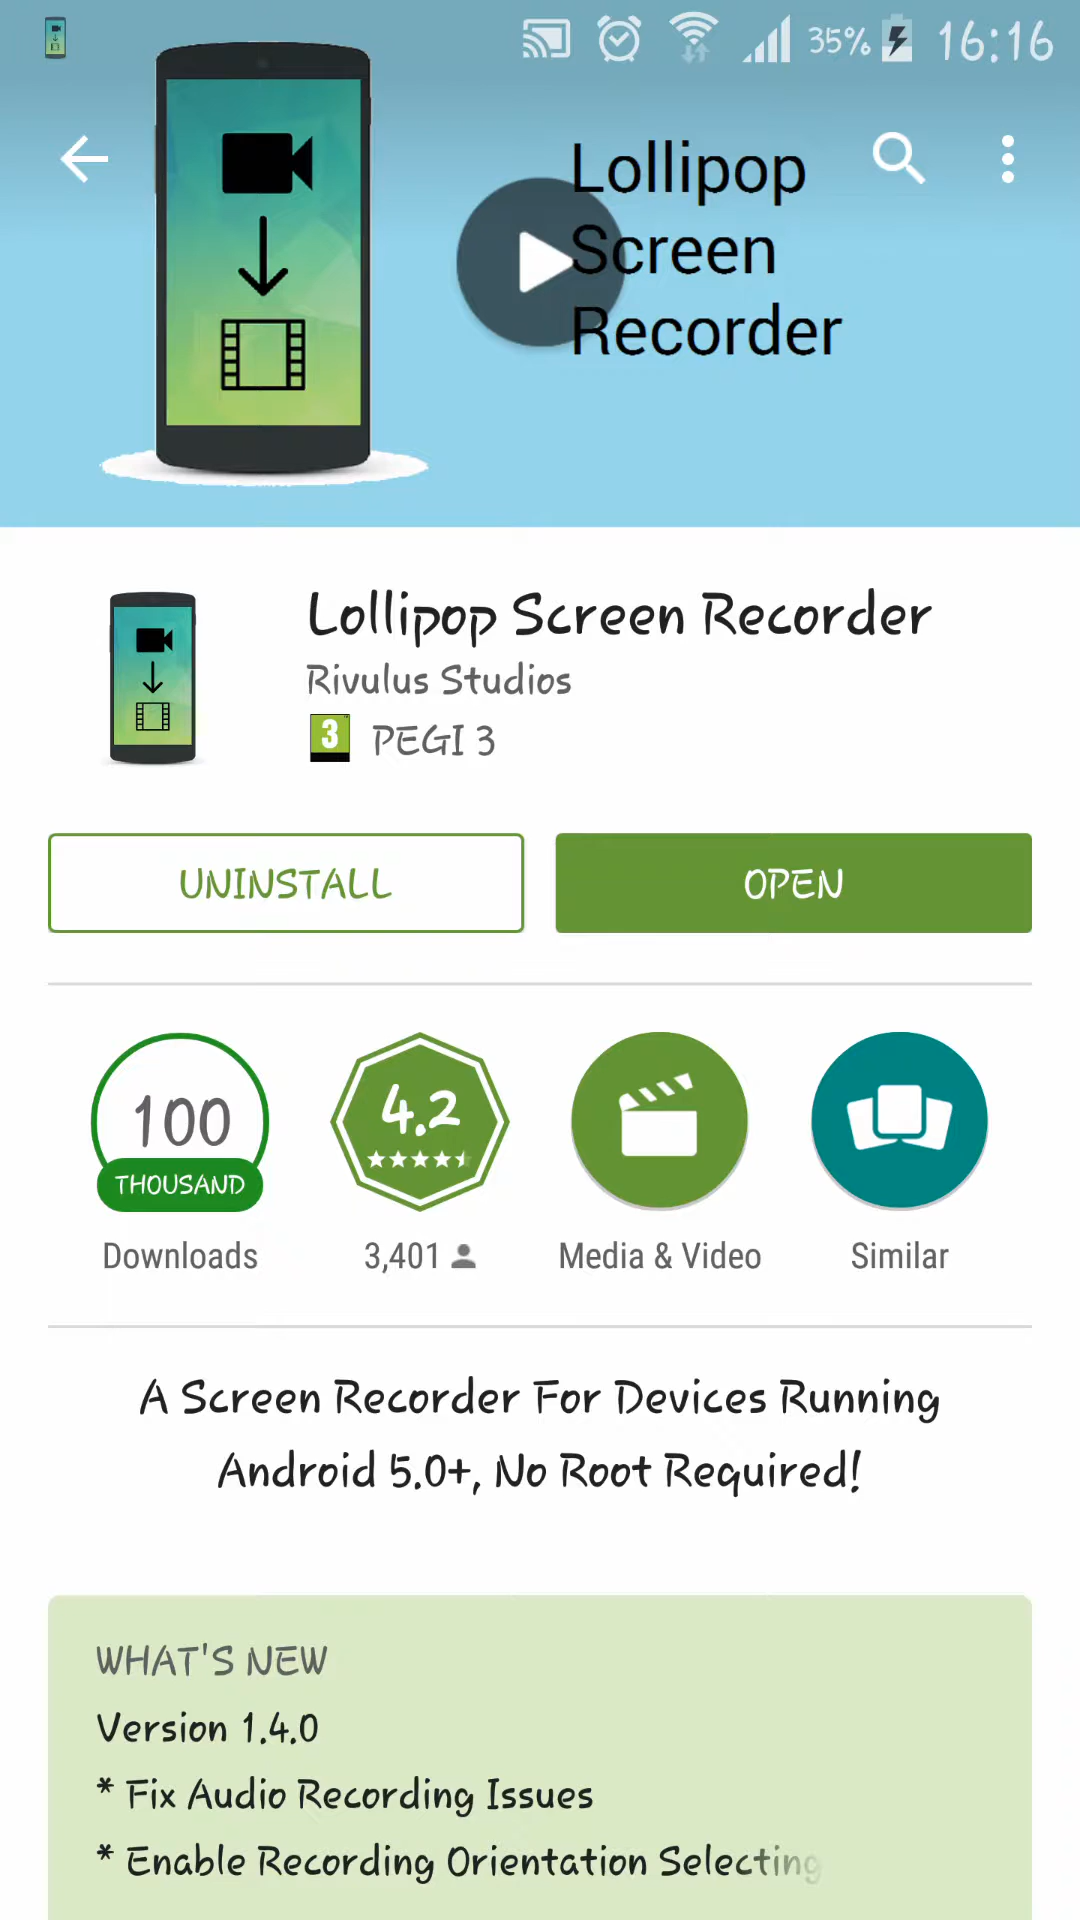 35% 16:16
Lollipop
Screen
Recorder
Lollipop Screen Recorder
Rivulus Studios
3 PEGI 3
UNINSTALL OPEN
100
THOUSAND
4.2
Downloads 3,401 Media & Video Similar
A Screen Recorder For Devices Running
Android 5.0+, No Root Required!
WHAT'S NEW
Version 1.4.0
* Fix Audio Recording Issues
* Enable Recording Orientation Selecting